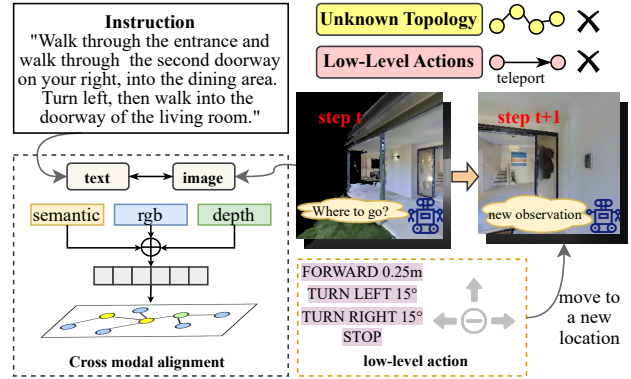 Instruction
"Walk through the entrance and
walk through the second doorway
on your right, into the dining area.
Turn left, then walk into the
doorway of the living room."
Unknown Topology
Low-Level Actions
teleport
step t
step t+1
Where to go?
new observation
text
image
semantic
rgb
depth
Cross modal alignment
FORWARD 0.25m
TURN LEFT 15°
TURN RIGHT 15°
STOP
low-level action
move to
a new
location